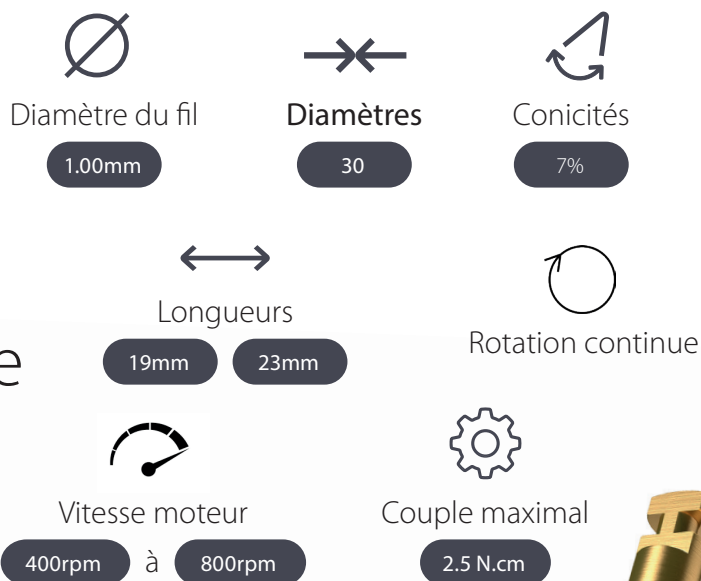 Diamètre du fil
Diamètres
Conicités
1.00mm
30
7%
Longueurs
Rotation continue
e
19mm
23mm
Vitesse moteur
Couple maximal
400rpm à 800rpm
2.5 N.cm